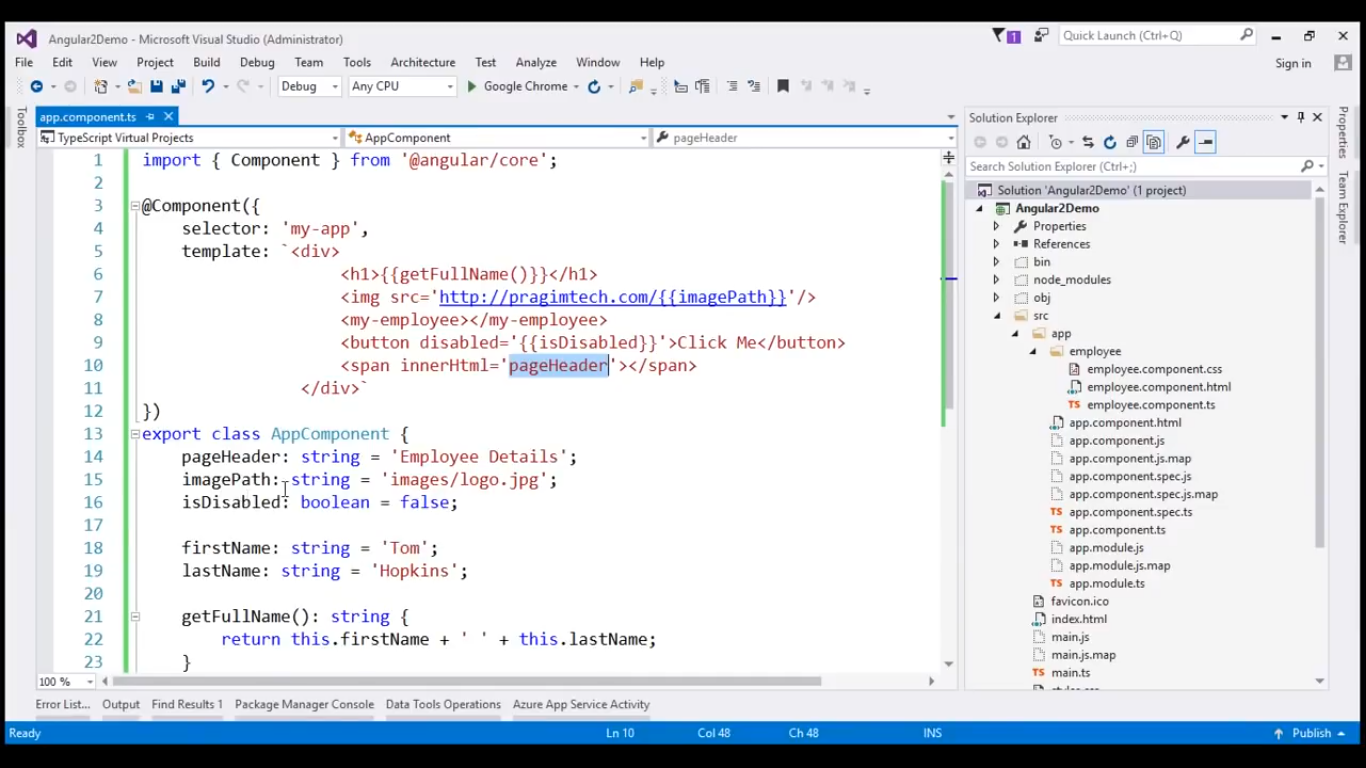 Angular2Demo - Microsoft Visual Studio (Administrator)
1
Quick Launch (Ctrl+Q)
File Edit View Project Build Debug Team Tools Architecture Test Analyze Window Help
Sign in
Debug Any CPU Google Chrome
Toolbox
app.component.ts
TypeScript Virtual Projects AppComponent pageHeader
1 import { Component } from '@angular/core';
2
3 @Component({
4 selector: 'my-app',
5 template: `<div>
6 <h1>{{getFullName()}}</h1>
7 <img src='http://pragimtech.com/{{imagePath}}'/>
8 <my-employee></my-employee>
9 <button disabled='{{isDisabled}}'>Click Me</button>
10 <span innerHtml='pageHeader'></span>
11 </div>`
12 })
13 export class AppComponent {
14 pageHeader: string = 'Employee Details';
15 imagePath: string = 'images/logo.jpg';
16 isDisabled: boolean = false;
17
18 firstName: string = 'Tom';
19 lastName: string = 'Hopkins';
20
21 getFullName(): string {
22 return this.firstName + ' ' + this.lastName;
23 }
100 %
Solution Explorer
Search Solution Explorer (Ctrl+;)
Solution 'Angular2Demo' (1 project)
Angular2Demo
Properties
References
bin
node_modules
obj
src
app
employee
employee.component.css
employee.component.html
employee.component.ts
app.component.html
app.component.js
app.component.js.map
app.component.spec.js
app.component.spec.js.map
app.component.spec.ts
app.component.ts
app.module.js
app.module.js.map
app.module.ts
favicon.ico
index.html
main.js
main.js.map
main.ts
Properties
Team Explorer
Error List... Output Find Results 1 Package Manager Console Data Tools Operations Azure App Service Activity
Ready Ln 10 Col 48 Ch 48 INS Publish